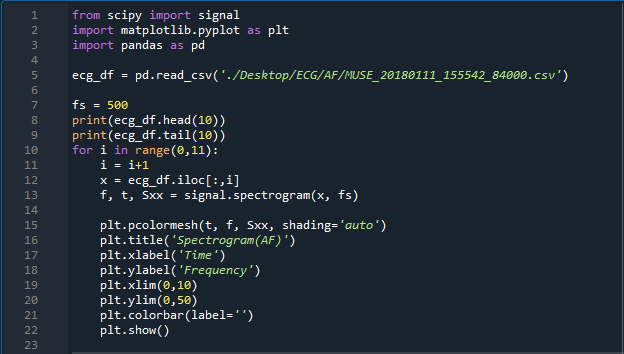 1 from scipy import signal
2 import matplotlib.pyplot as plt
3 import pandas as pd
4
5 ecg_df = pd.read_csv('./Desktop/ECG/AF/MUSE_20180111_155542_84000.csv')
6
7 fs = 500
8 print(ecg_df.head(10))
9 print(ecg_df.tail(10))
10 for i in range(0,11):
11     i = i+1
12     x = ecg_df.iloc[:,i]
13     f, t, Sxx = signal.spectrogram(x, fs)
14
15     plt.pcolormesh(t, f, Sxx, shading='auto')
16     plt.title('Spectrogram(AF)')
17     plt.xlabel('Time')
18     plt.ylabel('Frequency')
19     plt.xlim(0,10)
20     plt.ylim(0,50)
21     plt.colorbar(label='')
22     plt.show()
23